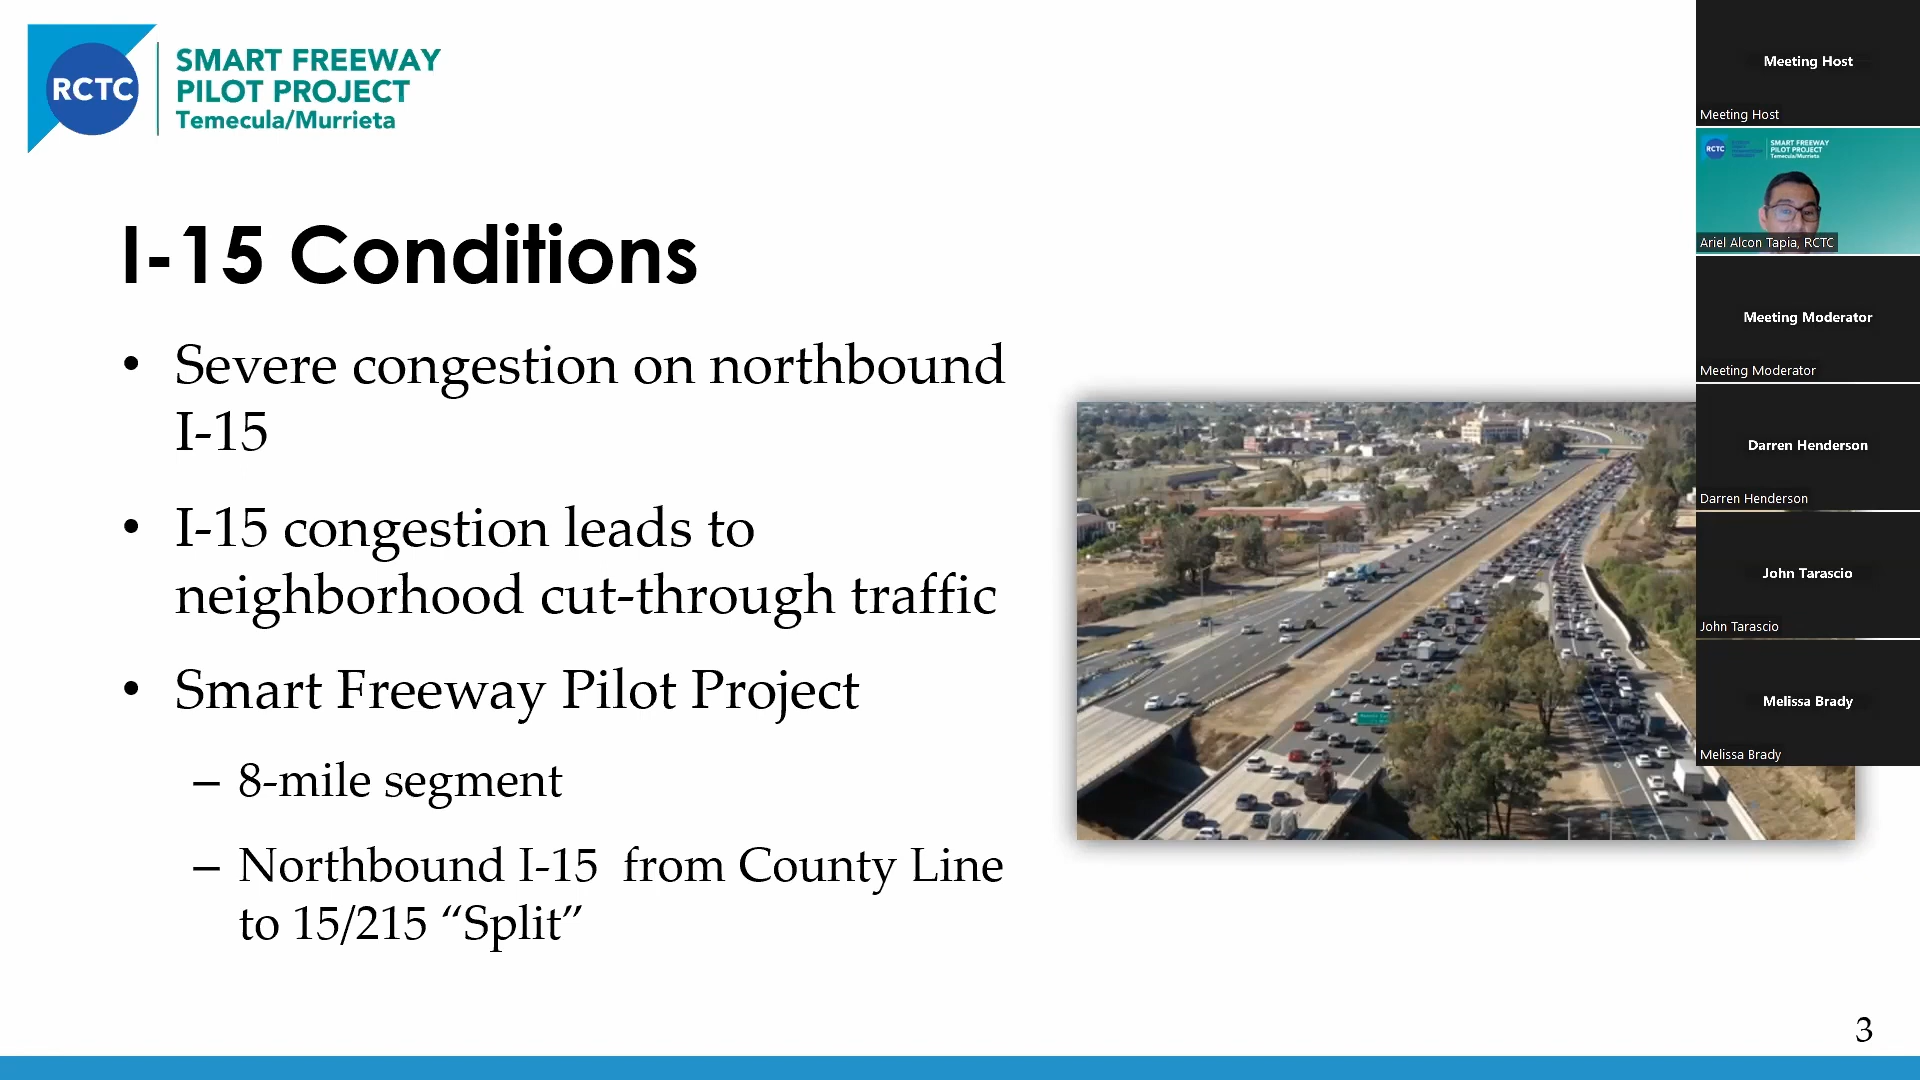 RCTC
SMART FREEWAY
PILOT PROJECT
Temecula/Murrieta
I-15 Conditions
• Severe congestion on northbound
I-15
• I-15 congestion leads to
neighborhood cut-through traffic
• Smart Freeway Pilot Project
– 8-mile segment
– Northbound I-15  from County Line
to 15/215 “Split”
3
Meeting Host
Meeting Host
RCTC
SMART FREEWAY
PILOT PROJECT
Temecula/Murrieta
Ariel Alcon Tapia, RCTC
Meeting Moderator
Meeting Moderator
Darren Henderson
Darren Henderson
John Tarascio
John Tarascio
Melissa Brady
Melissa Brady